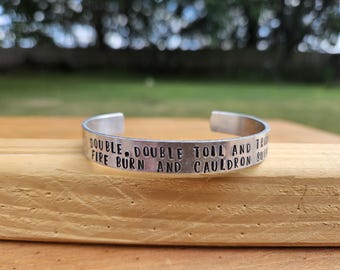 DOUBLE, DOUBLE TOIL AND
FIRE BURN AND CAULDRON